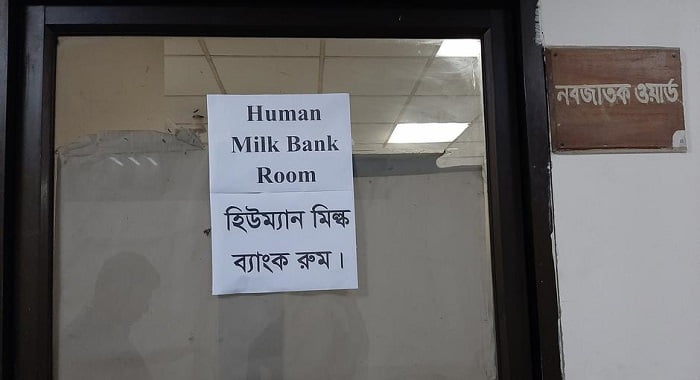 Human
Milk Bank
Room
হিউম্যান মিল্ক
ব্যাংক রুম।
নবজাতক ওয়ার্ড